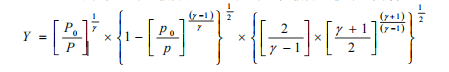 Y = [P₀/P]^(1/γ) × {1 − [p₀/p]^((γ−1)/γ)}^(1/2) × {[2/(γ − 1)] × [(γ + 1)/2]^((γ+1)/(γ−1))}^(1/2)